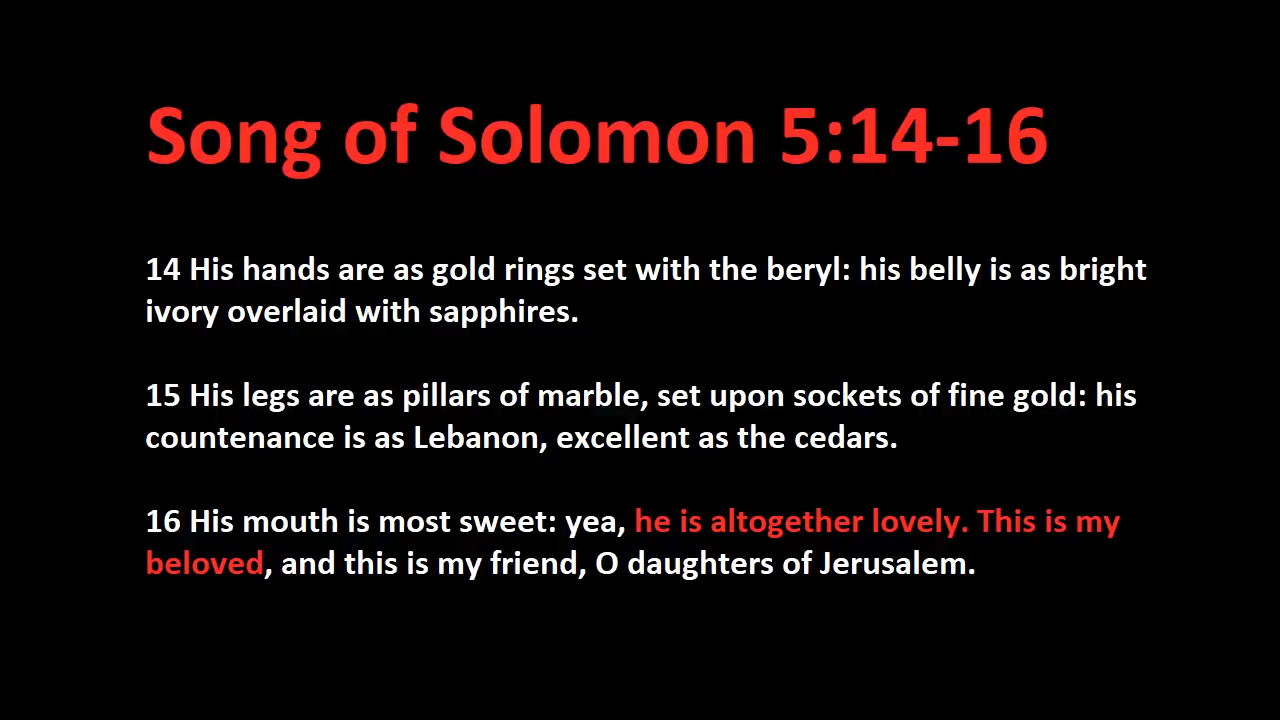 Song of Solomon 5:14-16
14 His hands are as gold rings set with the beryl: his belly is as bright
ivory overlaid with sapphires.
15 His legs are as pillars of marble, set upon sockets of fine gold: his
countenance is as Lebanon, excellent as the cedars.
16 His mouth is most sweet: yea, he is altogether lovely. This is my
beloved, and this is my friend, O daughters of Jerusalem.